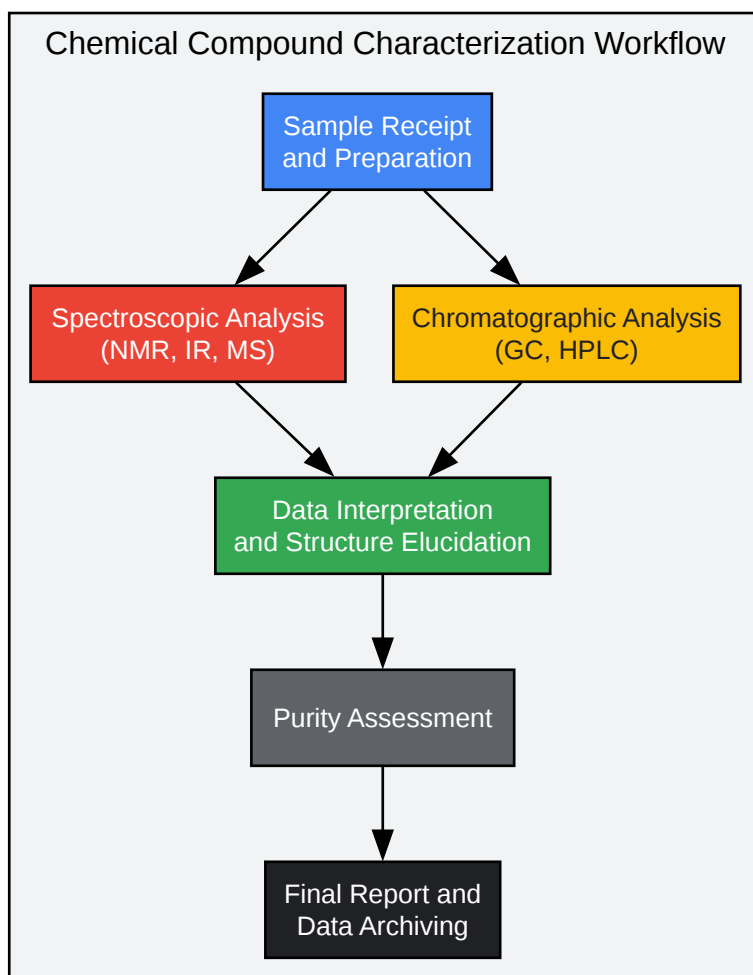 Chemical Compound Characterization Workflow
Sample Receipt
and Preparation
Spectroscopic Analysis
(NMR, IR, MS)
Chromatographic Analysis
(GC, HPLC)
Data Interpretation
and Structure Elucidation
Purity Assessment
Final Report and
Data Archiving